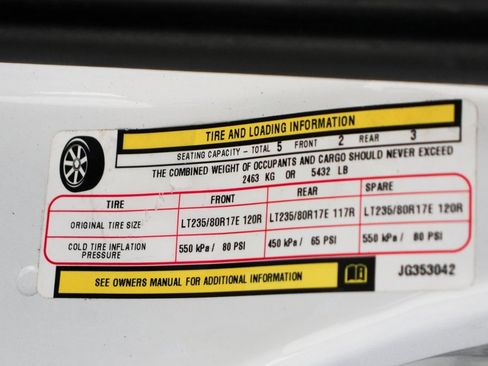 TIRE AND LOADING INFORMATION
SEATING CAPACITY - TOTAL 5 FRONT 2 REAR 3
THE COMBINED WEIGHT OF OCCUPANTS AND CARGO SHOULD NEVER EXCEED
2463 KG OR 5432 LB
TIRE FRONT REAR SPARE
ORIGINAL TIRE SIZE LT235/80R17E 120R LT235/80R17E 117R LT235/80R17E 120R
COLD TIRE INFLATION PRESSURE 550 kPa / 80 PSI 450 kPa / 65 PSI 550 kPa / 80 PSI
SEE OWNERS MANUAL FOR ADDITIONAL INFORMATION JG353042